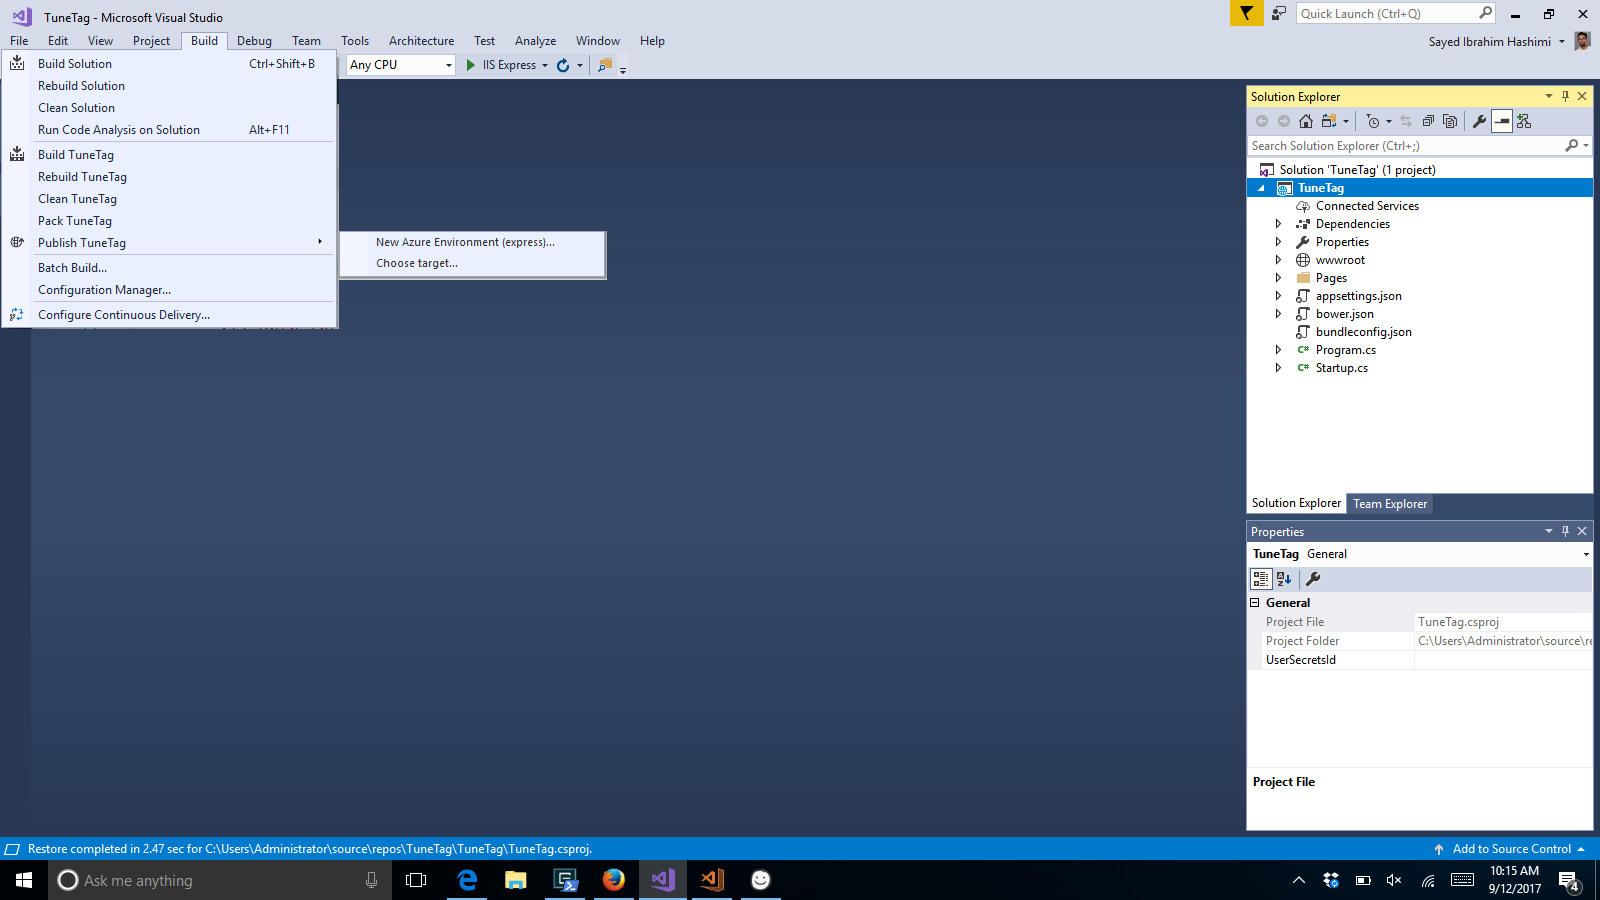 TuneTag - Microsoft Visual Studio
Quick Launch (Ctrl+Q)
File Edit View Project Build Debug Team Tools Architecture Test Analyze Window Help
Sayed Ibrahim Hashimi
Any CPU
IIS Express
Build Solution Ctrl+Shift+B
Rebuild Solution
Clean Solution
Run Code Analysis on Solution Alt+F11
Build TuneTag
Rebuild TuneTag
Clean TuneTag
Pack TuneTag
Publish TuneTag
Batch Build...
Configuration Manager...
Configure Continuous Delivery...
New Azure Environment (express)...
Choose target...
Solution Explorer
Search Solution Explorer (Ctrl+;)
Solution 'TuneTag' (1 project)
TuneTag
Connected Services
Dependencies
Properties
wwwroot
Pages
appsettings.json
bower.json
bundleconfig.json
C# Program.cs
C# Startup.cs
Solution Explorer Team Explorer
Properties
TuneTag General
General
Project File TuneTag.csproj
Project Folder C:\Users\Administrator\source\re
UserSecretsId
Project File
Restore completed in 2.47 sec for C:\Users\Administrator\source\repos\TuneTag\TuneTag\TuneTag.csproj.
Add to Source Control
Ask me anything
10:15 AM
9/12/2017
4